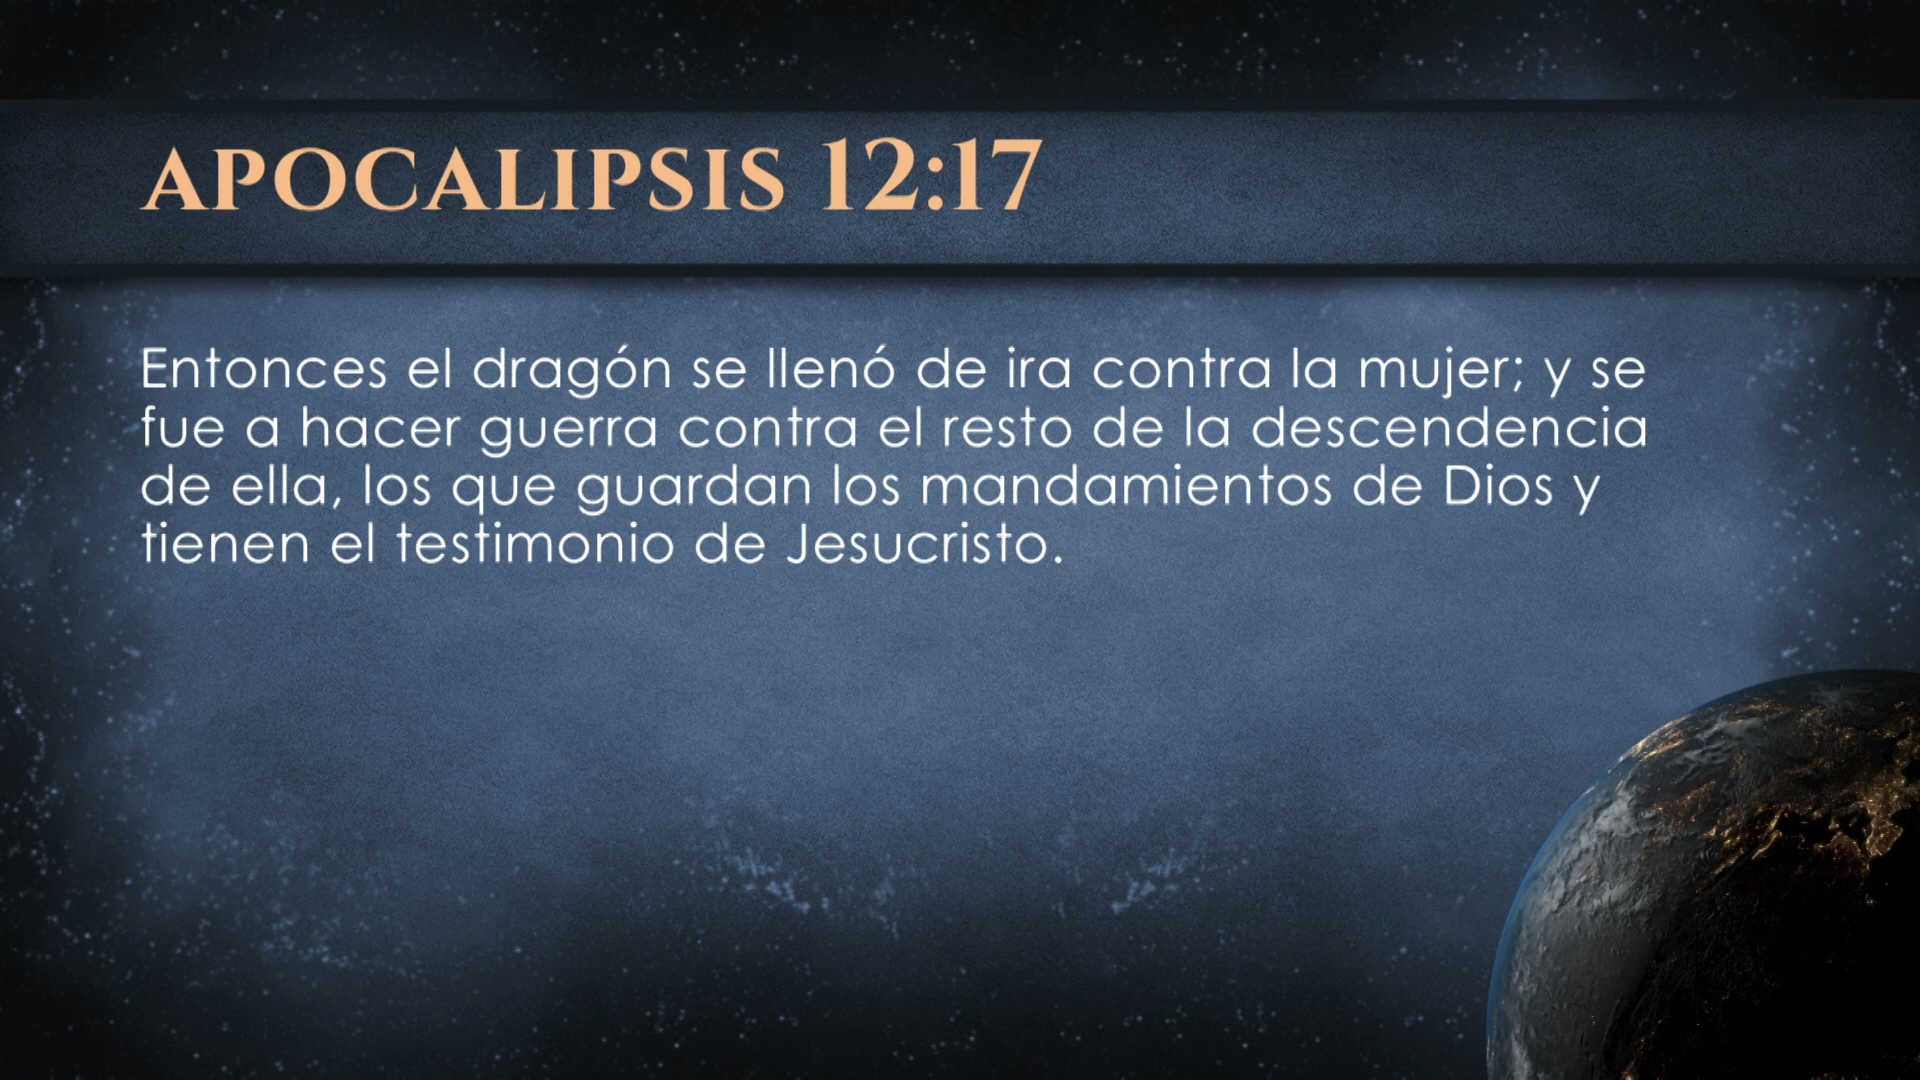 APOCALIPSIS 12:17
Entonces el dragón se llenó de ira contra la mujer; y se
fue a hacer guerra contra el resto de la descendencia
de ella, los que guardan los mandamientos de Dios y
tienen el testimonio de Jesucristo.